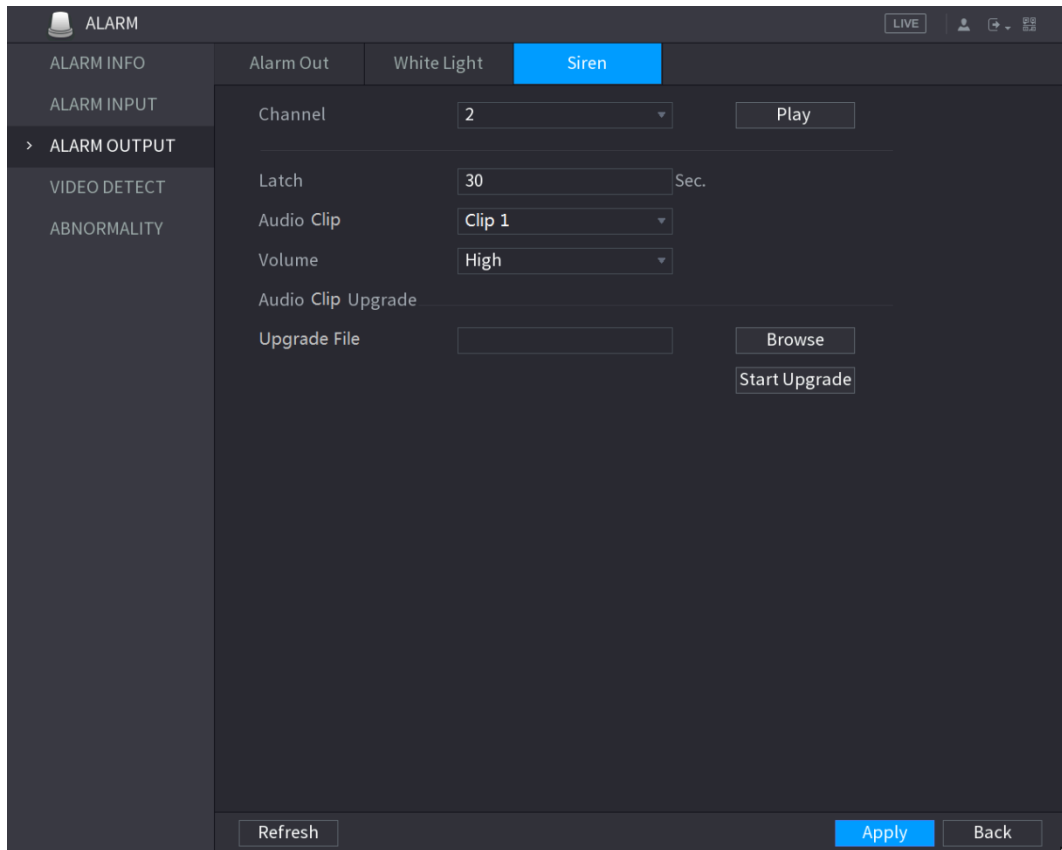 ALARM
LIVE
ALARM INFO
ALARM INPUT
> ALARM OUTPUT
VIDEO DETECT
ABNORMALITY
Alarm Out White Light Siren
Channel 2 Play
Latch 30 Sec.
Audio Clip Clip 1
Volume High
Audio Clip Upgrade
Upgrade File Browse
Start Upgrade
Refresh Apply Back